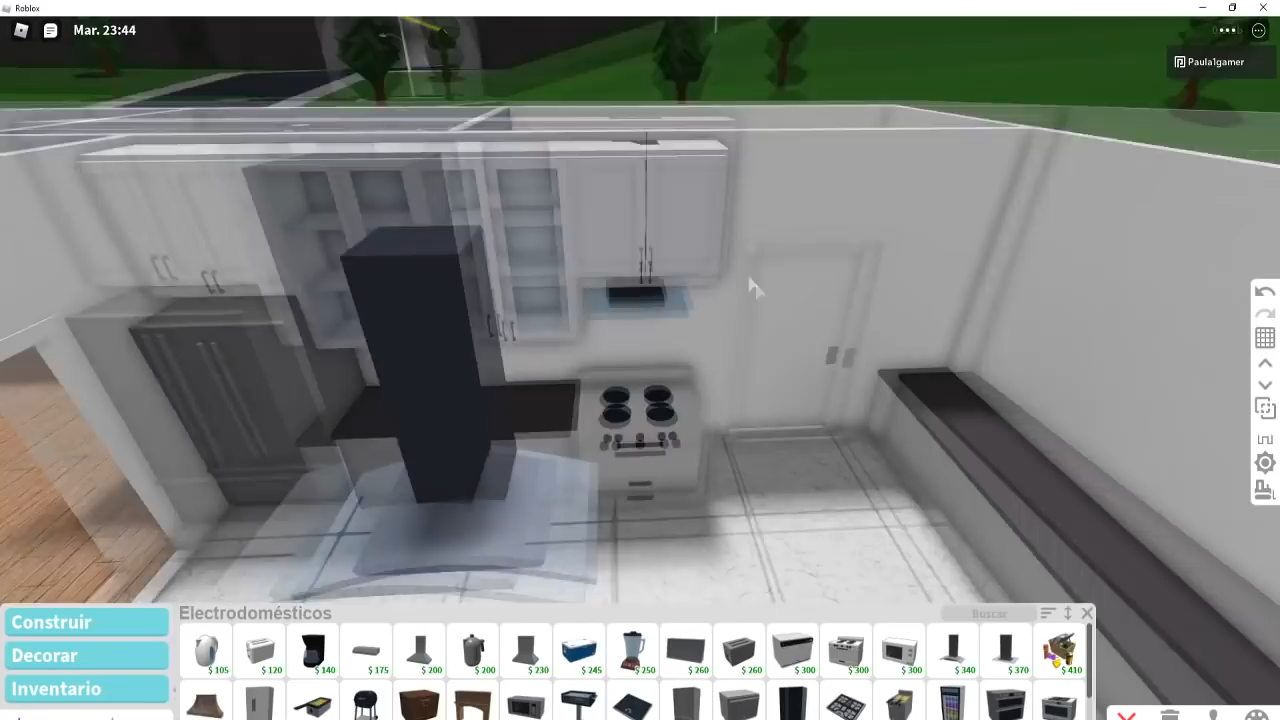 Roblox
Mar. 23:44
Paula1gamer
Electrodomésticos
Buscar
Construir
Decorar
Inventario
$ 105
$ 120
$ 140
$ 175
$ 200
$ 200
$ 230
$ 245
$ 250
$ 260
$ 260
$ 300
$ 300
$ 300
$ 340
$ 370
$ 410